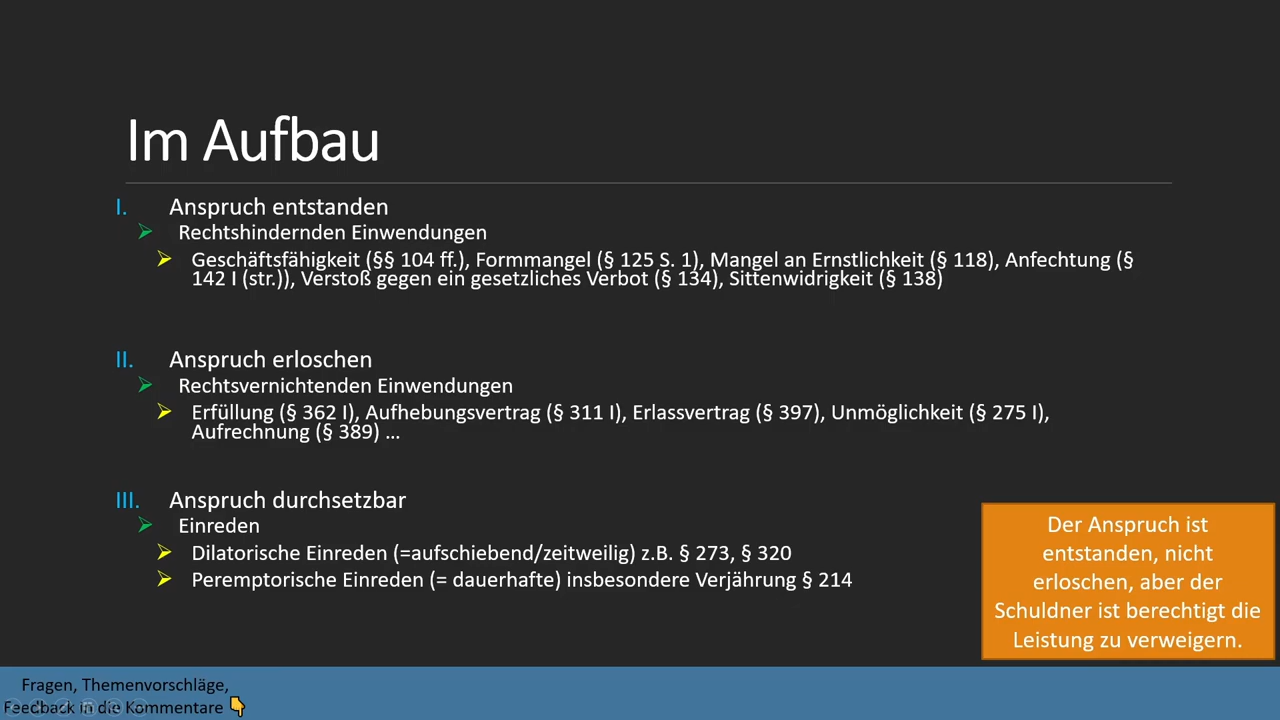 Im Aufbau
I. Anspruch entstanden
Rechtshindernden Einwendungen
Geschäftsfähigkeit (§§ 104 ff.), Formmangel (§ 125 S. 1), Mangel an Ernstlichkeit (§ 118), Anfechtung (§
142 I (str.)), Verstoß gegen ein gesetzliches Verbot (§ 134), Sittenwidrigkeit (§ 138)
II. Anspruch erloschen
Rechtsvernichtenden Einwendungen
Erfüllung (§ 362 I), Aufhebungsvertrag (§ 311 I), Erlassvertrag (§ 397), Unmöglichkeit (§ 275 I),
Aufrechnung (§ 389) ...
III. Anspruch durchsetzbar
Einreden
Dilatorische Einreden (=aufschiebend/zeitweilig) z.B. § 273, § 320
Peremptorische Einreden (= dauerhafte) insbesondere Verjährung § 214
Der Anspruch ist
entstanden, nicht
erloschen, aber der
Schuldner ist berechtigt die
Leistung zu verweigern.
Fragen, Themenvorschläge,
Feedback in die Kommentare 👇